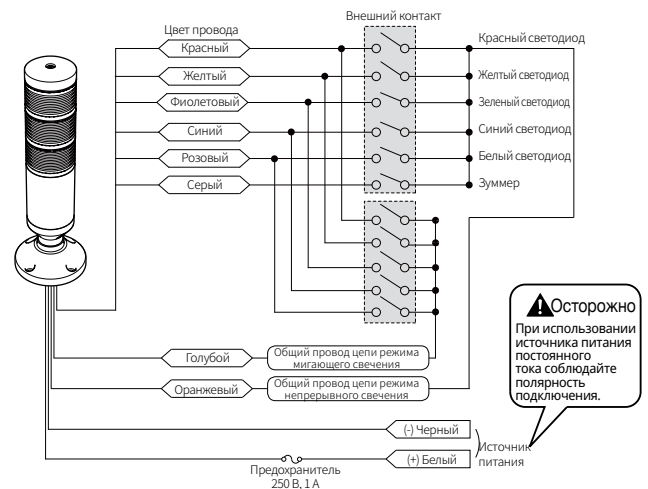 Цвет провода
Внешний контакт
Красный
Красный светодиод
Желтый
Желтый светодиод
Фиолетовый
Зеленый светодиод
Синий
Синий светодиод
Розовый
Белый светодиод
Серый
Зуммер
Осторожно
При использовании
источника питания
постоянного
тока соблюдайте
полярность
подключения.
Голубой
Общий провод цепи режима
мигающего свечения
Оранжевый
Общий провод цепи режима
непрерывного свечения
(-) Черный
(+) Белый
Источник
питания
Предохранитель
250 В, 1 А